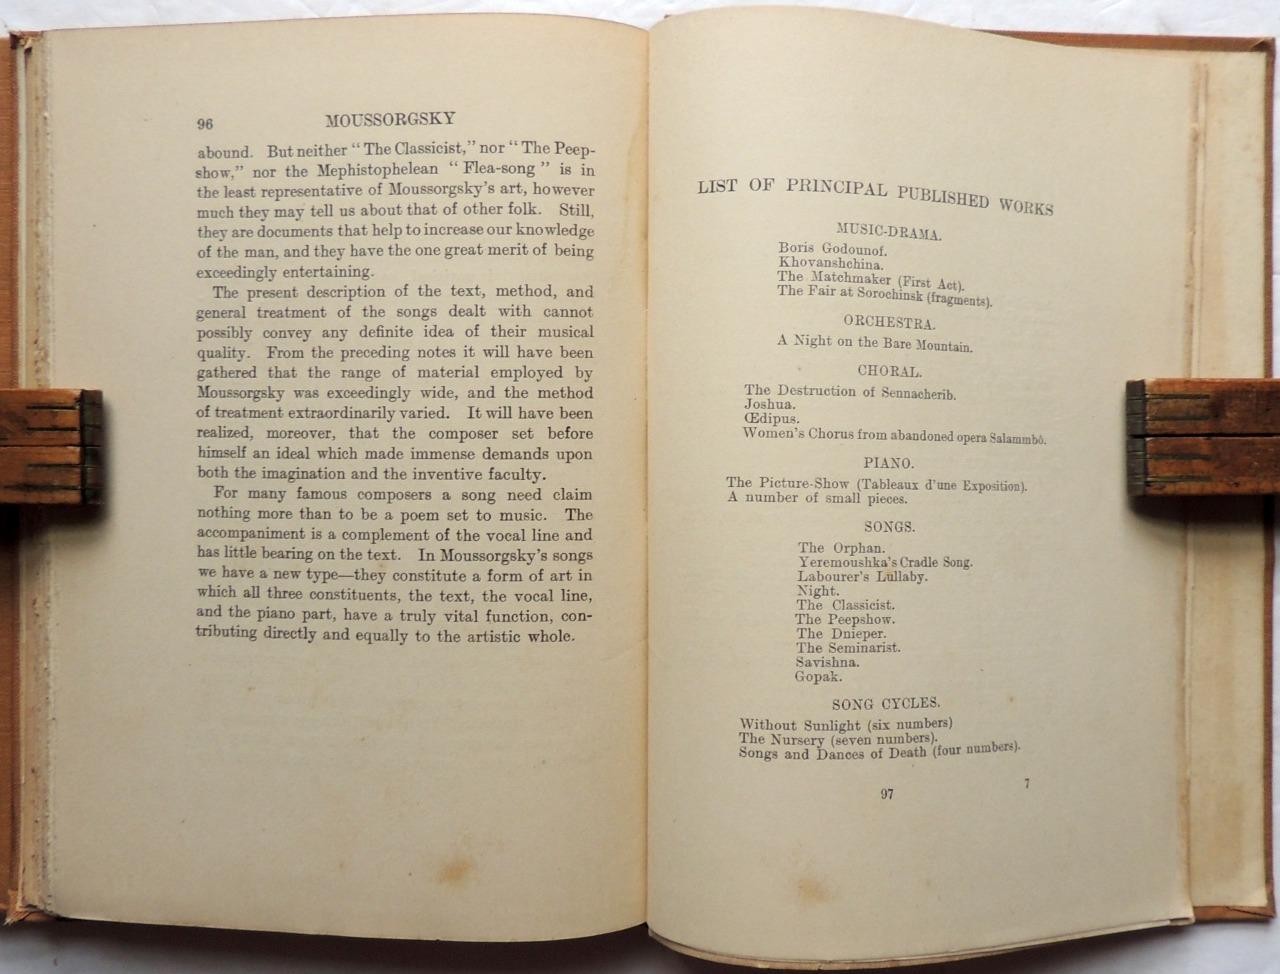 96 MOUSSORGSKY
abound. But neither “ The Classicist,” nor “ The Peep-
show,” nor the Mephistophelean “ Flea-song ” is in
the least representative of Moussorgsky's art, however
much they may tell us about that of other folk. Still,
they are documents that help to increase our knowledge
of the man, and they have the one great merit of being
exceedingly entertaining.
The present description of the text, method, and
general treatment of the songs dealt with cannot
possibly convey any definite idea of their musical
quality. From the preceding notes it will have been
gathered that the range of material employed by
Moussorgsky was exceedingly wide, and the method
of treatment extraordinarily varied. It will have been
realized, moreover, that the composer set before
himself an ideal which made immense demands upon
both the imagination and the inventive faculty.
For many famous composers a song need claim
nothing more than to be a poem set to music. The
accompaniment is a complement of the vocal line and
has little bearing on the text. In Moussorgsky's songs
we have a new type—they constitute a form of art in
which all three constituents, the text, the vocal line,
and the piano part, have a truly vital function, con-
tributing directly and equally to the artistic whole.
LIST OF PRINCIPAL PUBLISHED WORKS
MUSIC-DRAMA.
Boris Godounof.
Khovanshchina.
The Matchmaker (First Act).
The Fair at Sorochinsk (fragments).
ORCHESTRA.
A Night on the Bare Mountain.
CHORAL.
The Destruction of Sennacherib.
Joshua.
Œdipus.
Women's Chorus from abandoned opera Salammbô.
PIANO.
The Picture-Show (Tableaux d'une Exposition).
A number of small pieces.
SONGS.
The Orphan.
Yeremoushka's Cradle Song.
Labourer's Lullaby.
Night.
The Classicist.
The Peepshow.
The Dnieper.
The Seminarist.
Savishna.
Gopak.
SONG CYCLES.
Without Sunlight (six numbers)
The Nursery (seven numbers).
Songs and Dances of Death (four numbers).
97 7